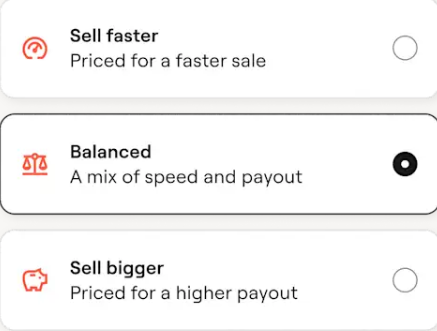 Sell faster
Priced for a faster sale
Balanced
A mix of speed and payout
Sell bigger
Priced for a higher payout